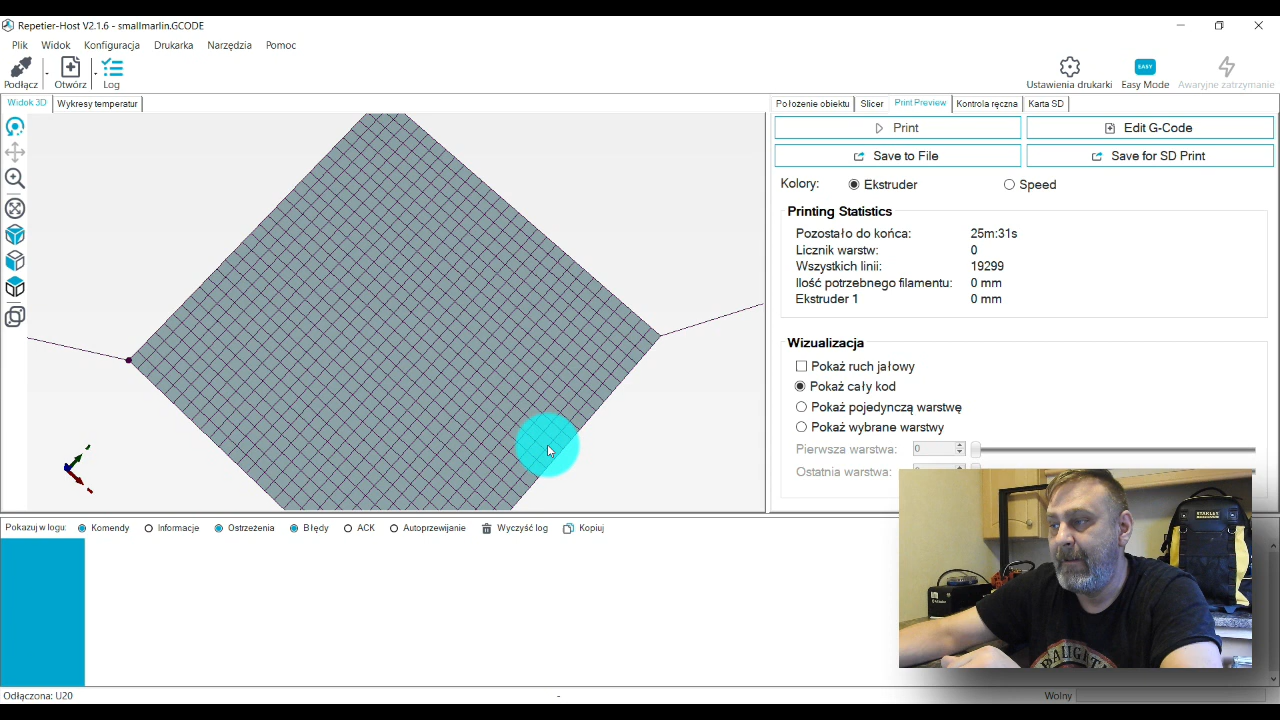 Repetier-Host V2.1.6 - smallmarlin.GCODE
Plik Widok Konfiguracja Drukarka Narzędzia Pomoc
Podłącz Otwórz Log Ustawienia drukarki EASY Easy Mode Awaryjne zatrzymanie
Widok 3D Wykresy temperatur Położenie obiektu Slicer Print Preview Kontrola ręczna Karta SD
Print Edit G-Code
Save to File Save for SD Print
Kolory: Ekstruder Speed
Printing Statistics
Pozostało do końca: 25m:31s
Licznik warstw: 0
Wszystkich linii: 19299
Ilość potrzebnego filamentu: 0 mm
Ekstruder 1 0 mm
Wizualizacja
Pokaż ruch jałowy
Pokaż cały kod
Pokaż pojedynczą warstwę
Pokaż wybrane warstwy
Pierwsza warstwa: 0
Ostatnia warstwa:
Pokazuj w logu: Komendy Informacje Ostrzeżenia Błędy ACK Autoprzewijanie Wyczyść log Kopiuj
STANLEY
Odłączona: U20 - Wolny